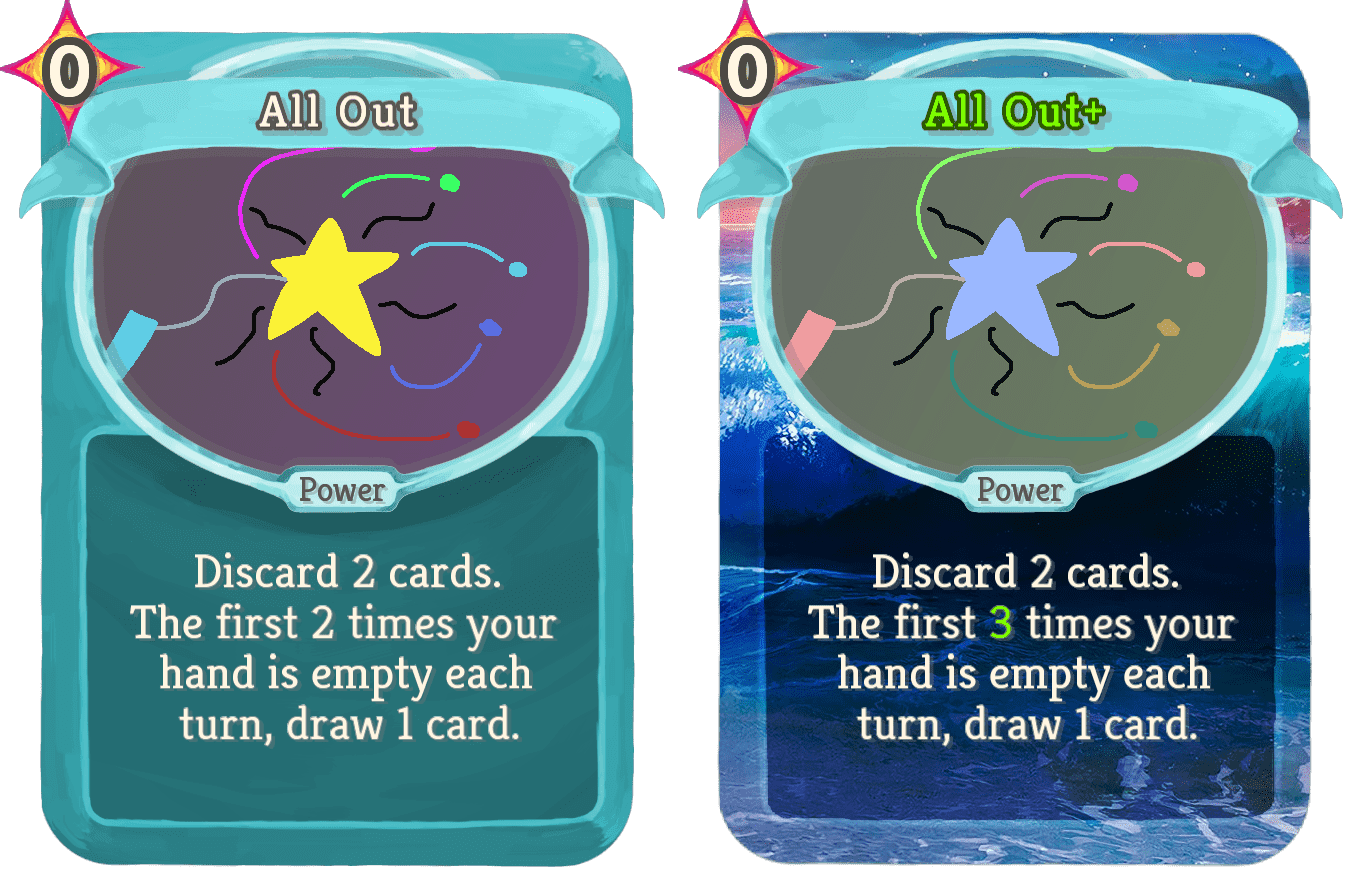 0
All Out
Power
Discard 2 cards.
The first 2 times your
hand is empty each
turn, draw 1 card.
0
All Out+
Power
Discard 2 cards.
The first 3 times your
hand is empty each
turn, draw 1 card.